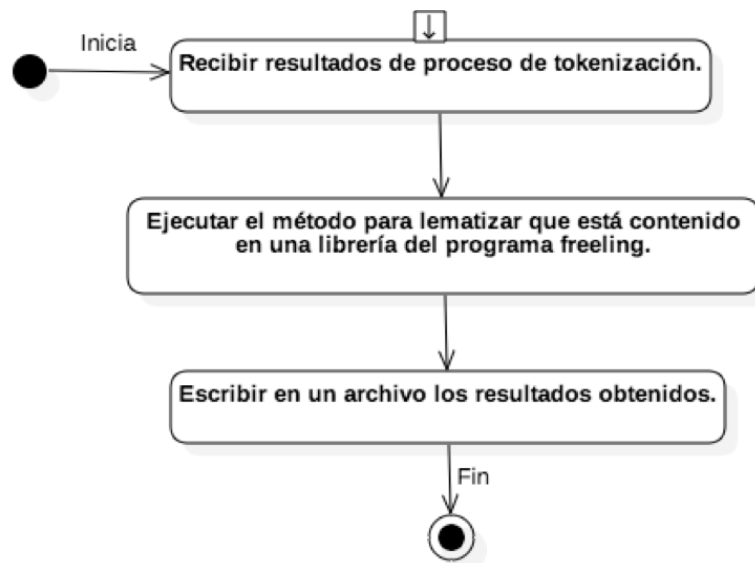 Inicia
Recibir resultados de proceso de tokenización.
Ejecutar el método para lematizar que está contenido
en una librería del programa freeling.
Escribir en un archivo los resultados obtenidos.
Fin